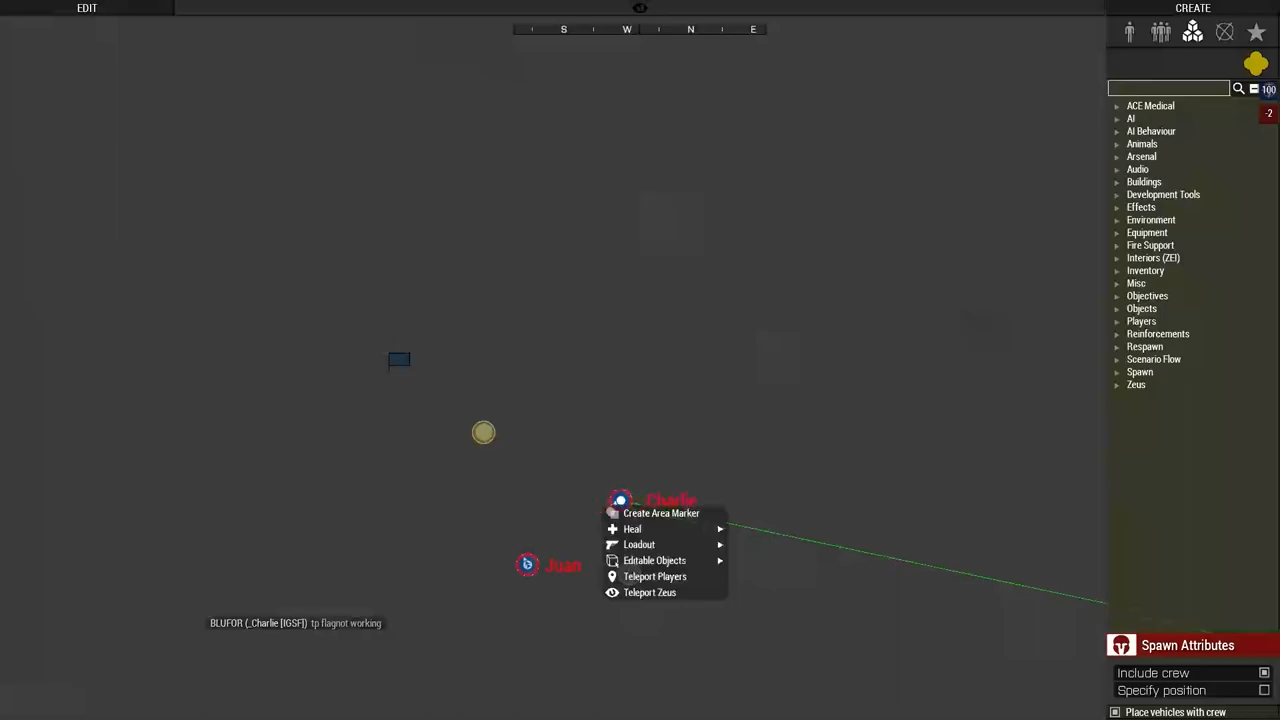 EDIT
CREATE
S W N E
100
-2
ACE Medical
AI
AI Behaviour
Animals
Arsenal
Audio
Buildings
Development Tools
Effects
Environment
Equipment
Fire Support
Interiors (ZEI)
Inventory
Misc
Objectives
Objects
Players
Reinforcements
Respawn
Scenario Flow
Spawn
Zeus
Charlie
Create Area Marker
Heal
Loadout
Editable Objects
Teleport Players
Teleport Zeus
Juan
BLUFOR (_Charlie [IGSF]) tp flagnot working
Spawn Attributes
Include crew
Specify position
Place vehicles with crew